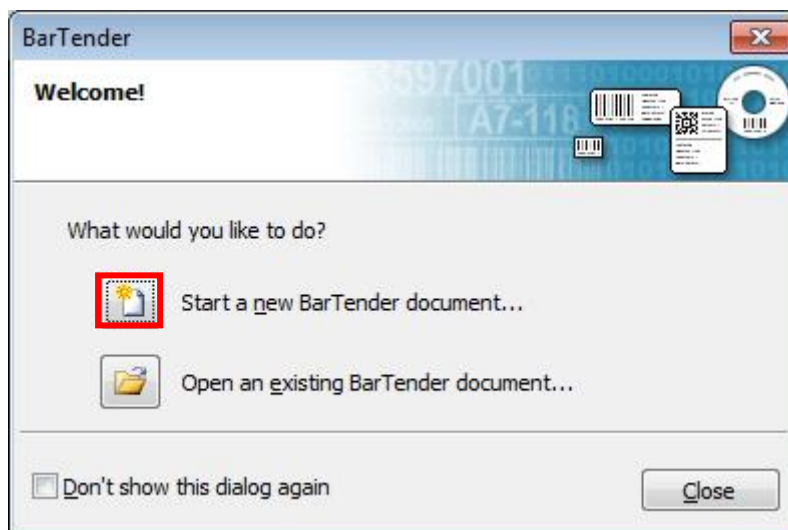 BarTender
Welcome!
3597001
A7-118
What would you like to do?
Start a new BarTender document...
Open an existing BarTender document...
Don't show this dialog again
Close